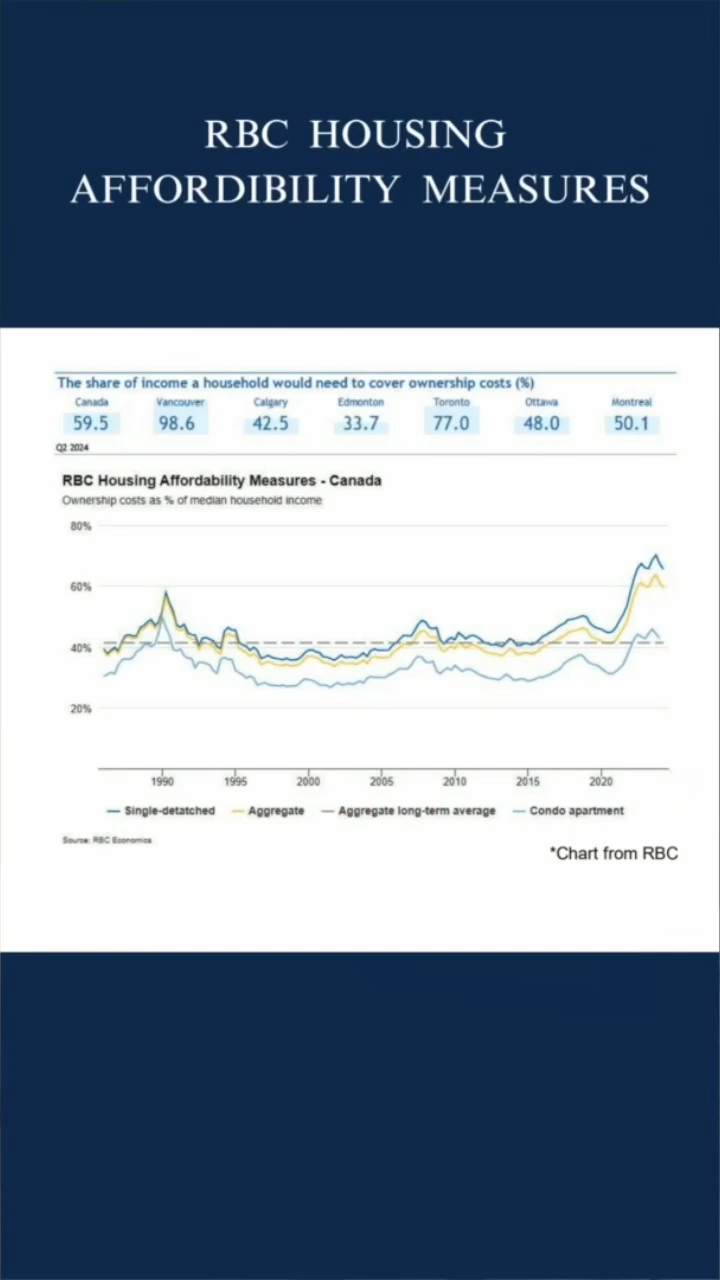 RBC HOUSING
AFFORDIBILITY MEASURES
The share of income a household would need to cover ownership costs (%)
Canada Vancouver Calgary Edmonton Toronto Ottawa Montreal
59.5 98.6 42.5 33.7 77.0 48.0 50.1
Q2 2024
RBC Housing Affordability Measures - Canada
Ownership costs as % of median household income
80%
60%
40%
20%
1990 1995 2000 2005 2010 2015 2020
Single-detatched Aggregate Aggregate long-term average Condo apartment
Source: RBC Economics
*Chart from RBC